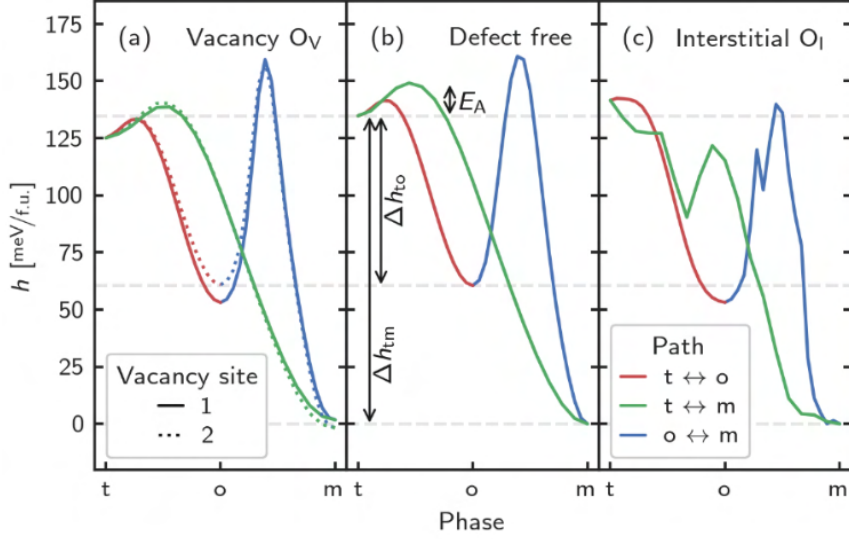 175
150
125
100
75
50
25
0
h [meV/f.u.]
(a) Vacancy O_V
Vacancy site
1
2
t o m
(b) Defect free
E_A
Δh_to
Δh_tm
t o m
Phase
(c) Interstitial O_I
Path
t ↔ o
t ↔ m
o ↔ m
t o m